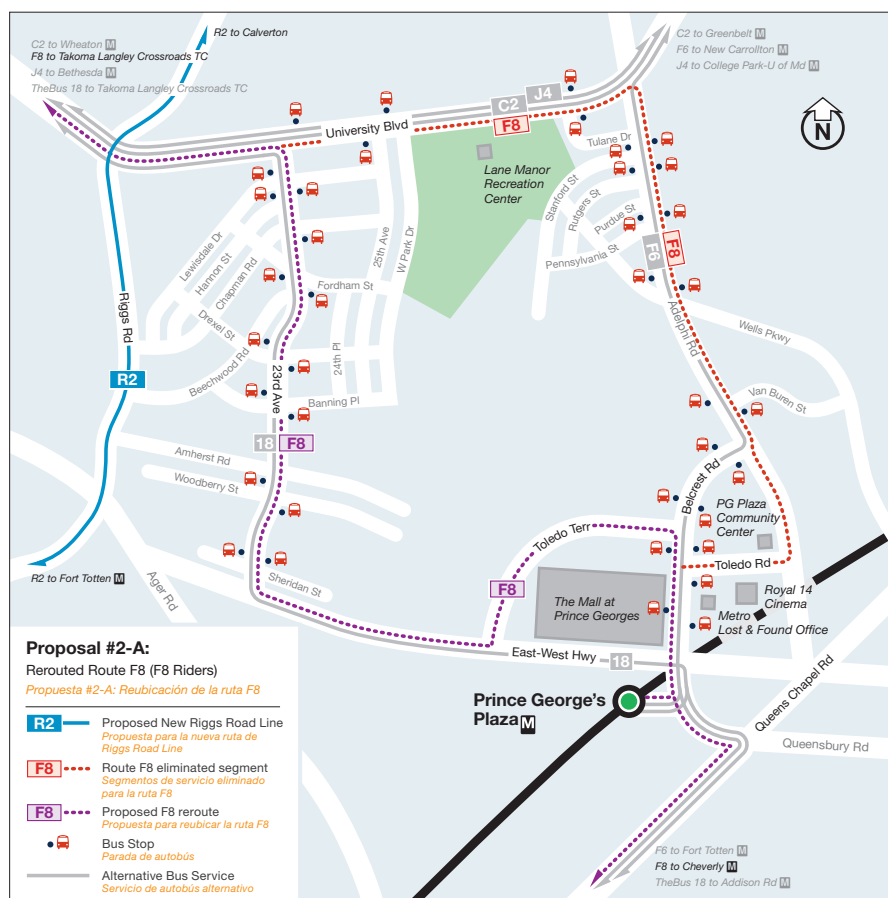 R2 to Calverton
C2 to Wheaton M
F8 to Takoma Langley Crossroads TC
J4 to Bethesda M
TheBus 18 to Takoma Langley Crossroads TC
C2 to Greenbelt M
F6 to New Carrollton M
J4 to College Park-U of Md M
N
C2
J4
F8
University Blvd
Tulane Dr
Lane Manor
Recreation
Center
Stanford St
Rutgers St
Purdue St
Pennsylvania St
F6
F8
Adelphi Rd
Wells Pkwy
Van Buren St
Lewisdale Dr
Hannon St
Chapman Rd
Drexel St
Beechwood Rd
Fordham St
25th Ave
W Park Dr
24th Pl
Banning Pl
23rd Ave
Riggs Rd
R2
18
F8
Amherst Rd
Woodberry St
Sheridan St
Ager Rd
R2 to Fort Totten M
Belcrest Rd
PG Plaza
Community
Center
Toledo Terr
Toledo Rd
F8
The Mall at
Prince Georges
Royal 14
Cinema
Metro
Lost & Found Office
East-West Hwy
18
Queens Chapel Rd
Queensbury Rd
Prince George's
Plaza M
F6 to Fort Totten M
F8 to Cheverly M
TheBus 18 to Addison Rd M
Proposal #2-A:
Rerouted Route F8 (F8 Riders)
Propuesta #2-A: Reubicación de la ruta F8
R2 Proposed New Riggs Road Line
Propuesta para la nueva ruta de
Riggs Road Line
F8 Route F8 eliminated segment
Segmentos de servicio eliminado
para la ruta F8
F8 Proposed F8 reroute
Propuesta para reubicar la ruta F8
Bus Stop
Parada de autobús
Alternative Bus Service
Servicio de autobús alternativo